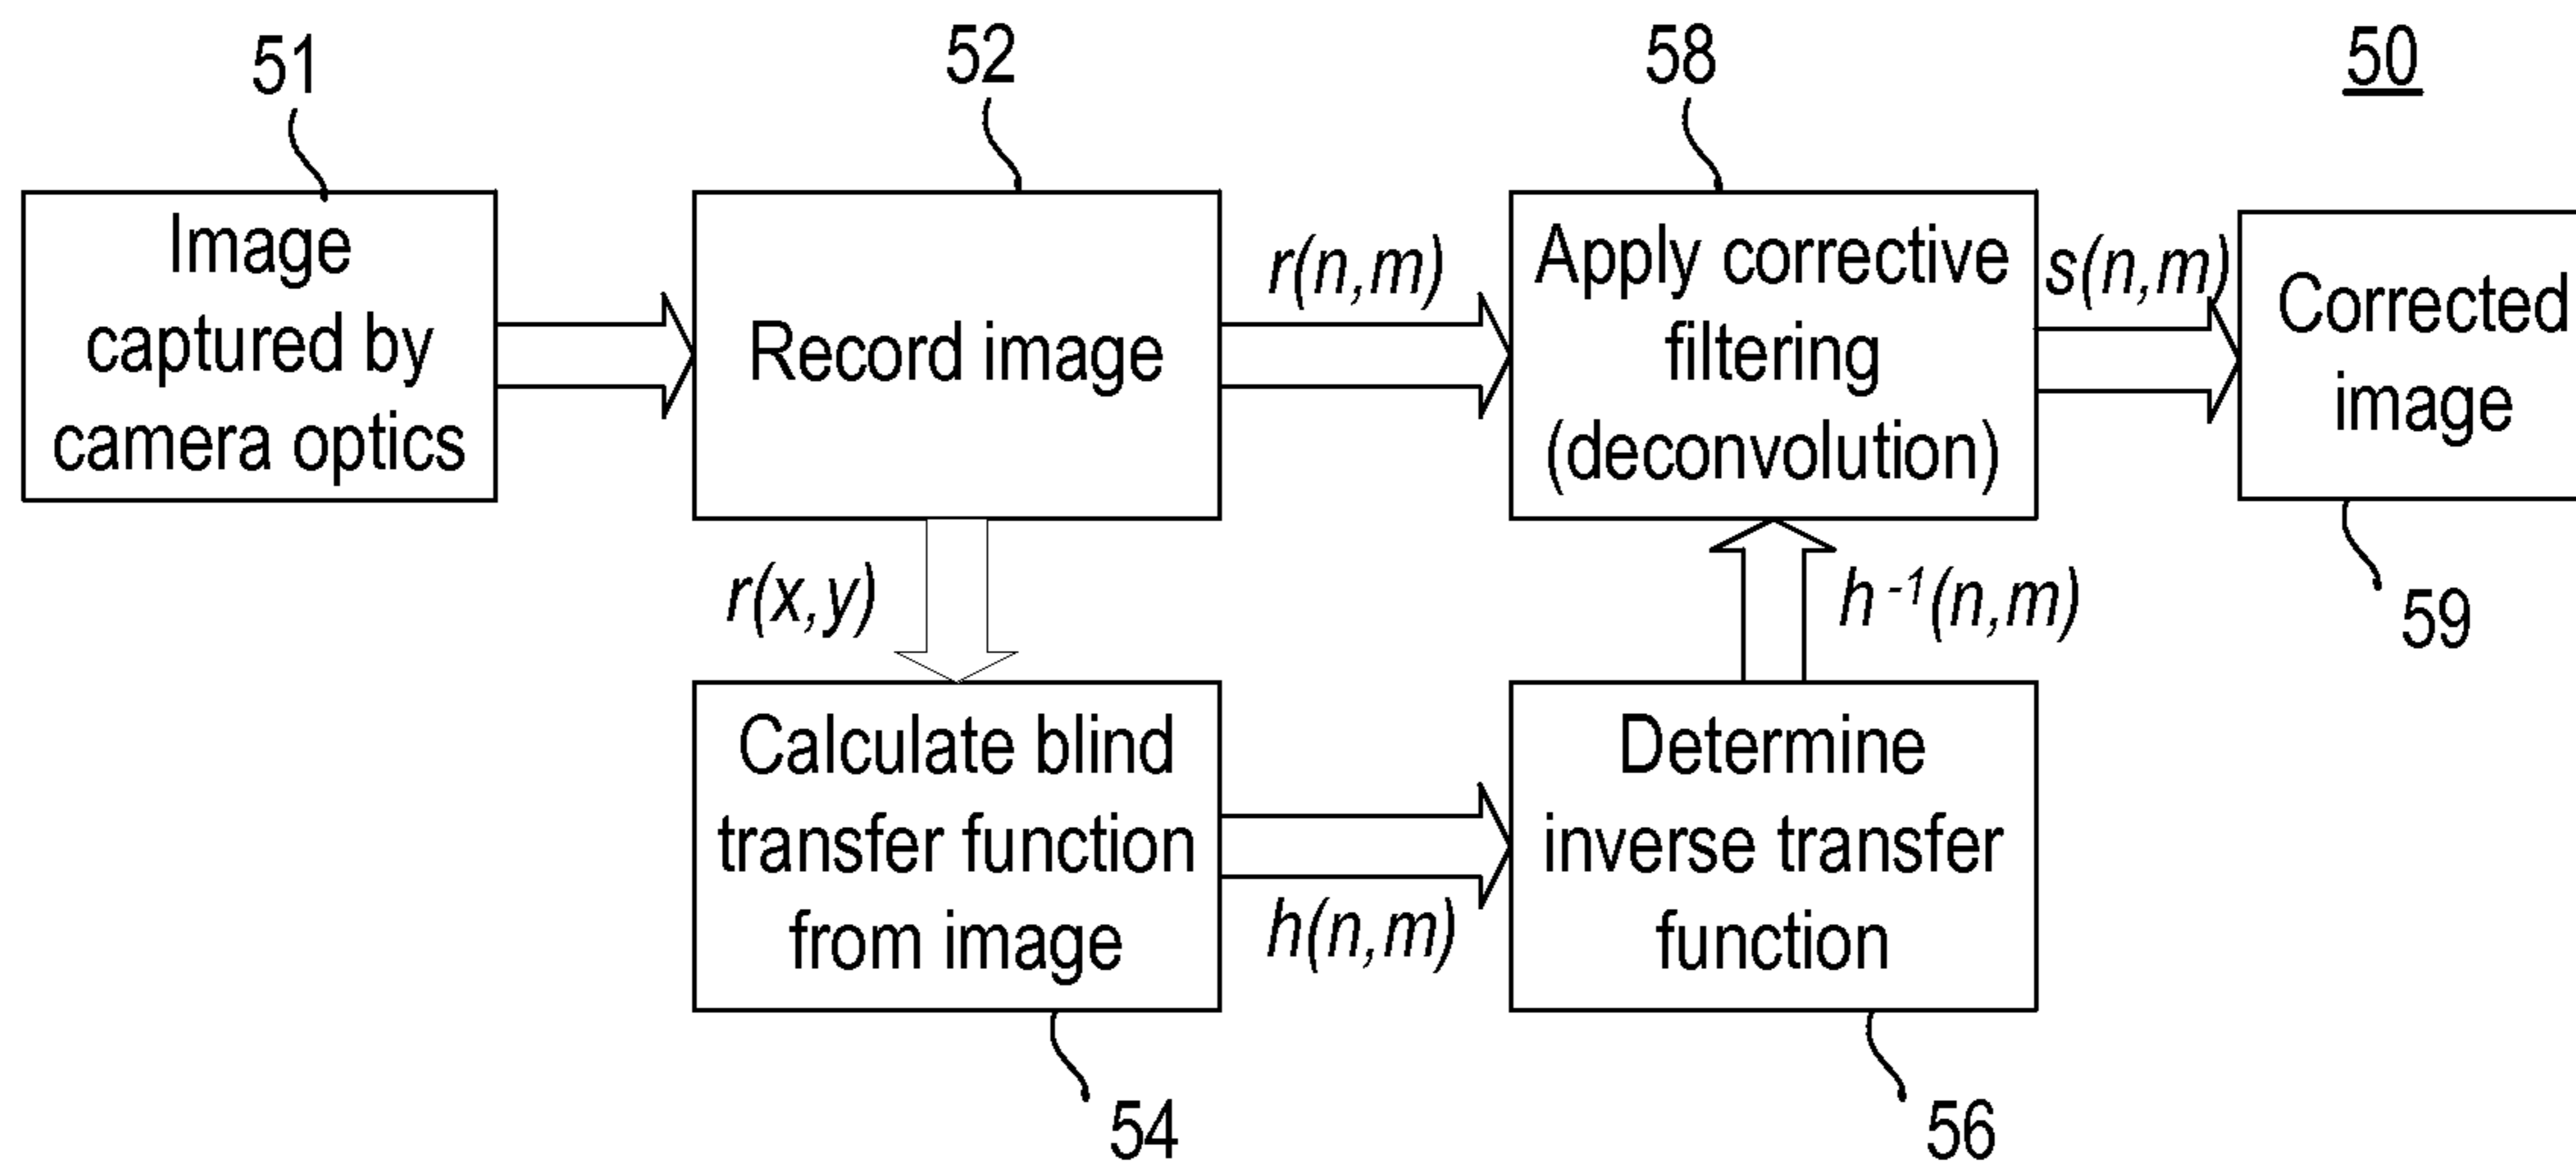 51
52
58
50
Image
captured by
camera optics
Record image
r(n,m)
Apply corrective
filtering
(deconvolution)
s(n,m)
Corrected
image
r(x,y)
h⁻¹(n,m)
59
Calculate blind
transfer function
from image
h(n,m)
Determine
inverse transfer
function
54
56